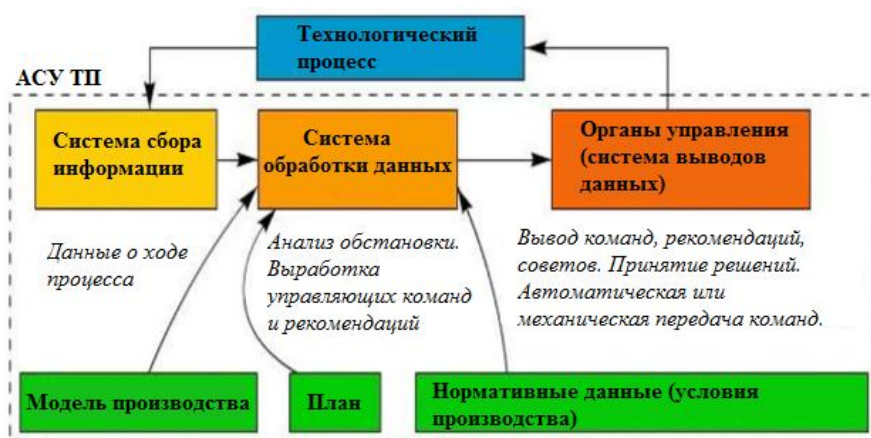 Технологический
процесс
АСУ ТП
Система сбора
информации
Система
обработки данных
Органы управления
(система выводов
данных)
Данные о ходе
процесса
Анализ обстановки.
Выработка
управляющих команд
и рекомендаций
Вывод команд, рекомендаций,
советов. Принятие решений.
Автоматическая или
механическая передача команд.
Модель производства
План
Нормативные данные (условия
производства)